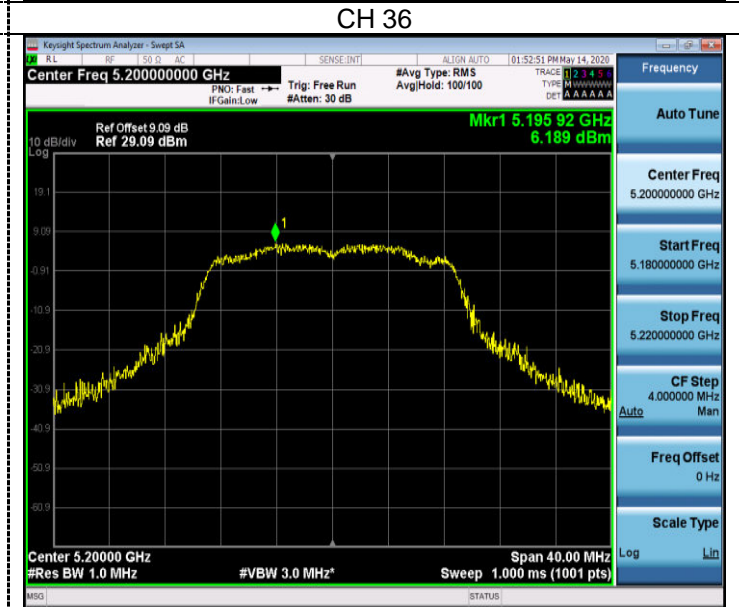 CH 36
Keysight Spectrum Analyzer - Swept SA
RL RF 50 Ω AC SENSE:INT ALIGN AUTO 01:52:51 PM May 14, 2020
Center Freq 5.200000000 GHz
PNO: Fast
IFGain:Low
Trig: Free Run
#Atten: 30 dB
#Avg Type: RMS
Avg|Hold: 100/100
TRACE 1 2 3 4 5 6
TYPE M WWWWW
DET A A A A A A
Frequency
Auto Tune
Center Freq
5.200000000 GHz
Start Freq
5.180000000 GHz
Stop Freq
5.220000000 GHz
CF Step
4.000000 MHz
Auto Man
Freq Offset
0 Hz
Scale Type
Log Lin
Mkr1 5.195 92 GHz
6.189 dBm
Ref Offset 9.09 dB
10 dB/div Ref 29.09 dBm
Log
1
19.1
9.09
-0.91
-10.9
-20.9
-30.9
-40.9
-50.9
-60.9
Center 5.20000 GHz Span 40.00 MHz
#Res BW 1.0 MHz #VBW 3.0 MHz* Sweep 1.000 ms (1001 pts)
MSG STATUS